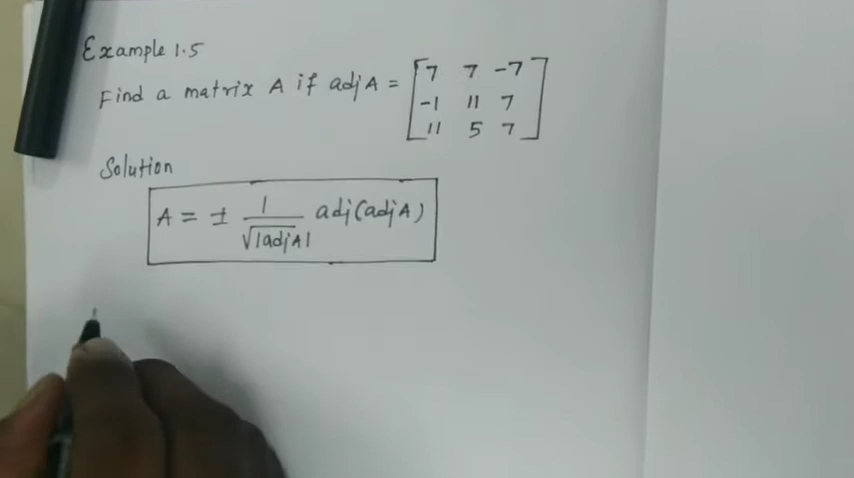 Example 1.5
Find a matrix A if adj A = [7 7 -7
-1 11 7
11 5 7]
Solution
A = ± 1/√|adj A| adj(adj A)